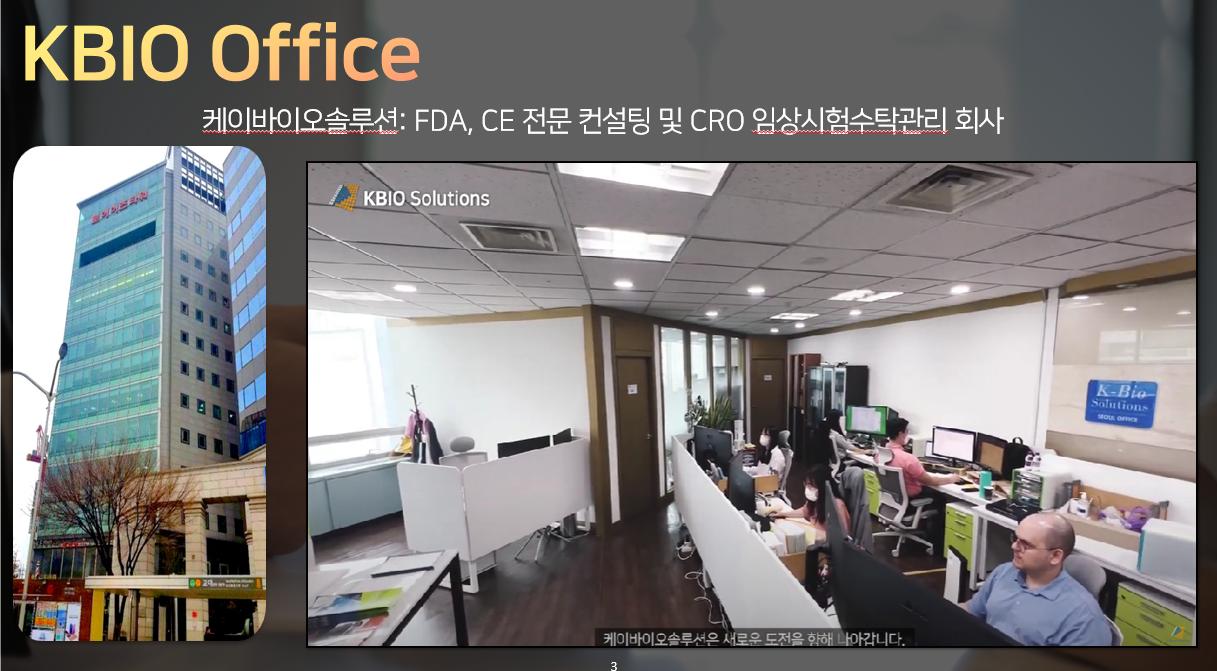 KBIO Office
케이바이오솔루션: FDA, CE 전문 컨설팅 및 CRO 임상시험수탁관리 회사
KBIO Solutions
K-Bio
Solutions
SEOUL OFFICE
케이바이오솔루션은 새로운 도전을 향해 나아갑니다.
3